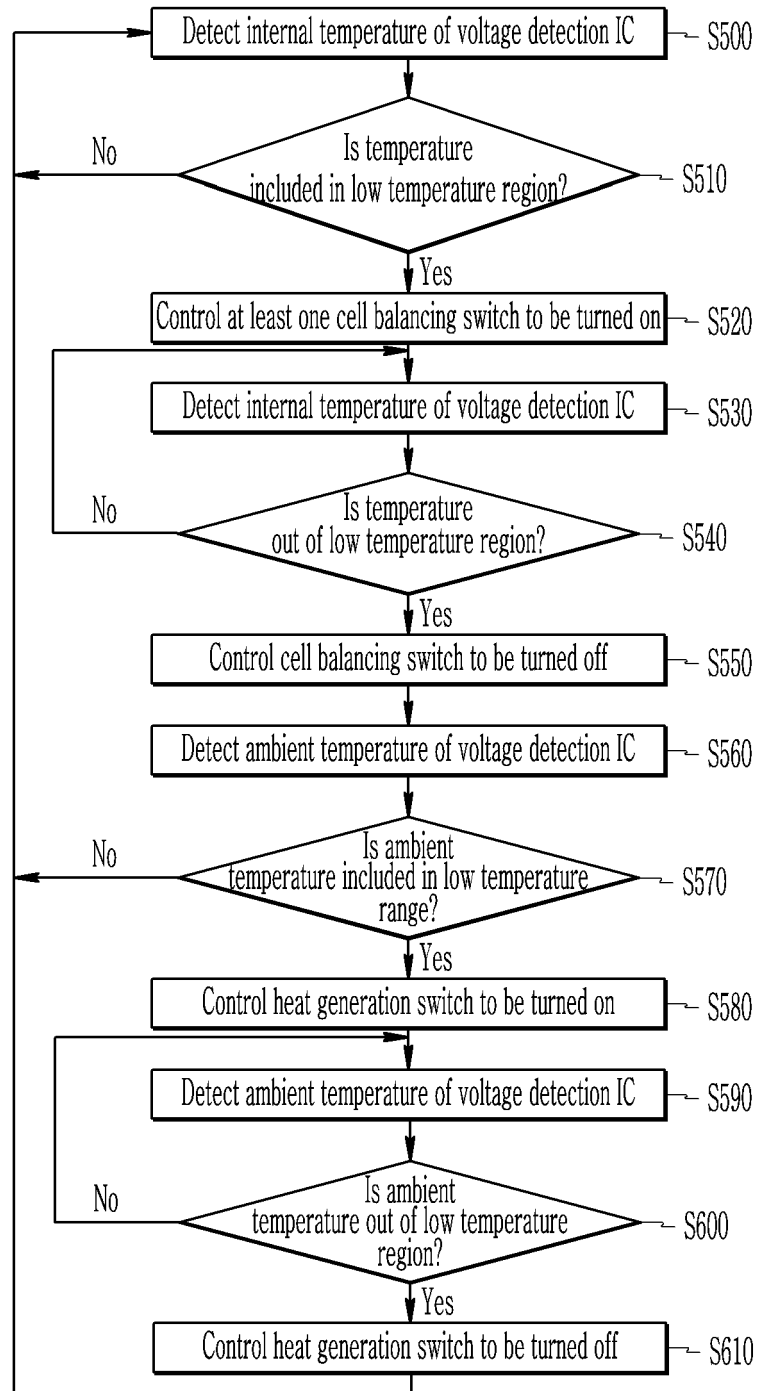 Detect internal temperature of voltage detection IC
S500
No
Is temperature
included in low temperature region?
S510
Yes
Control at least one cell balancing switch to be turned on
S520
Detect internal temperature of voltage detection IC
S530
No
Is temperature
out of low temperature region?
S540
Yes
Control cell balancing switch to be turned off
S550
Detect ambient temperature of voltage detection IC
S560
No
Is ambient
temperature included in low temperature
range?
S570
Yes
Control heat generation switch to be turned on
S580
Detect ambient temperature of voltage detection IC
S590
No
Is ambient
temperature out of low temperature
region?
S600
Yes
Control heat generation switch to be turned off
S610